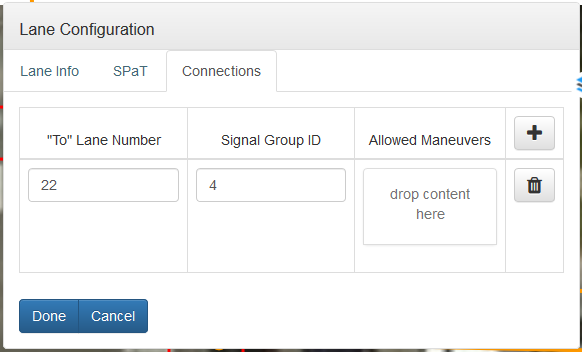 Lane Configuration
Lane Info SPaT Connections
"To" Lane Number Signal Group ID Allowed Maneuvers
22 4 drop content
here
Done Cancel